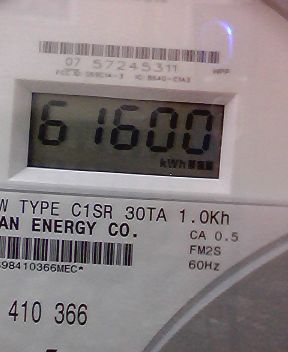 07 57245311
61600
kWh
W TYPE C1SR 30TA 1.0Kh
AN ENERGY CO.
CA 0.5
FM2S
60Hz
98410366MEC*
410 366